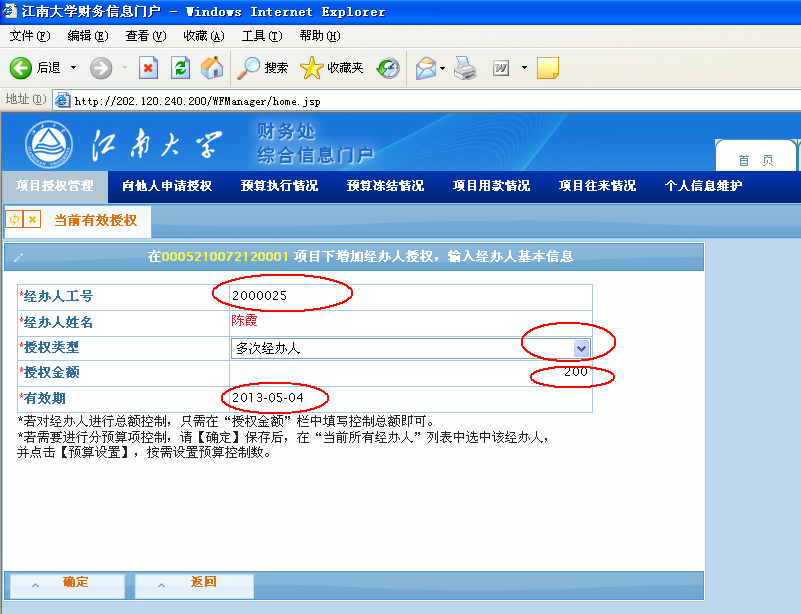 江南大学财务信息门户 - Windows Internet Explorer
文件(F) 编辑(E) 查看(V) 收藏(A) 工具(T) 帮助(H)
后退 搜索 收藏夹
地址(D) http://202.120.240.200/WFManager/home.jsp
江南大学 财务处
综合信息门户
首 页
项目授权管理 向他人申请授权 预算执行情况 预算冻结情况 项目用款情况 项目往来情况 个人信息维护
当前有效授权
在0005210072120001 项目下增加经办人授权，输入经办人基本信息
*经办人工号 2000025
*经办人姓名 陈霞
*授权类型 多次经办人
*授权金额 200
*有效期 2013-05-04
*若对经办人进行总额控制，只需在“授权金额”栏中填写控制总额即可。
*若需要进行分预算项控制，请【确定】保存后，在“当前所有经办人”列表中选中该经办人，
并点击【预算设置】，按需设置预算控制数。
确定 返回